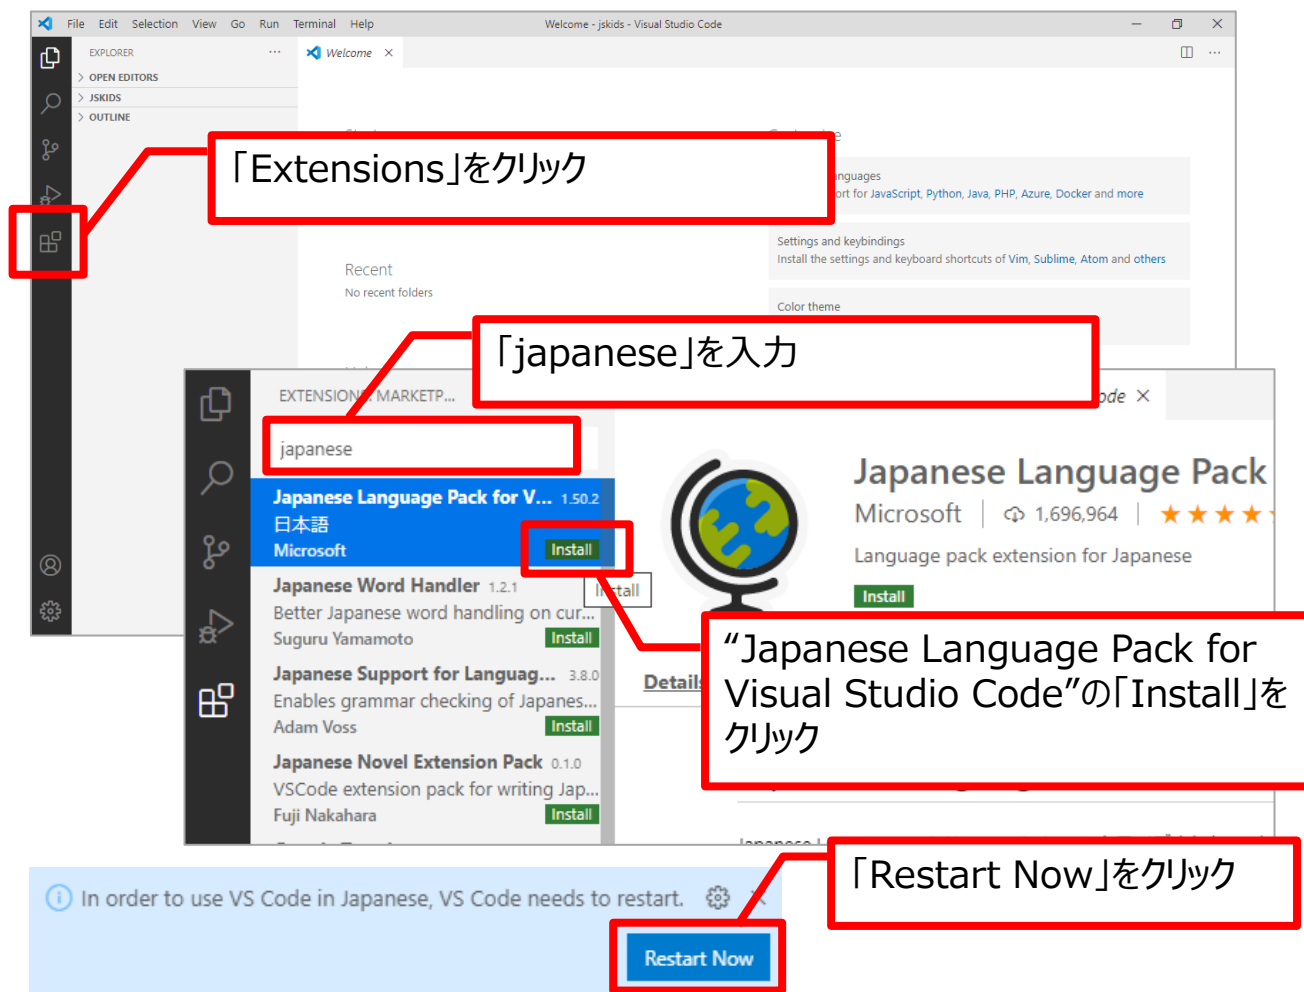 File Edit Selection View Go Run Terminal Help Welcome - jskids - Visual Studio Code
EXPLORER
Welcome
OPEN EDITORS
JSKIDS
OUTLINE
「Extensions」をクリック
ort for JavaScript, Python, Java, PHP, Azure, Docker and more
Settings and keybindings
Install the settings and keyboard shortcuts of Vim, Sublime, Atom and others
Recent
No recent folders
Color theme
「japanese」を入力
EXTENSIONS: MARKETP...
ode
japanese
Japanese Language Pack for V... 1.50.2
日本語
Microsoft Install
Install
Japanese Word Handler 1.2.1
Better Japanese word handling on cur...
Suguru Yamamoto Install
Japanese Support for Languag... 3.8.0
Enables grammar checking of Japanes...
Adam Voss Install
Japanese Novel Extension Pack 0.1.0
VSCode extension pack for writing Jap...
Fuji Nakahara Install
Japanese Language Pack
Microsoft 1,696,964
Language pack extension for Japanese
Install
Details
“Japanese Language Pack for
Visual Studio Code”の「Install」を
クリック
「Restart Now」をクリック
In order to use VS Code in Japanese, VS Code needs to restart.
Restart Now